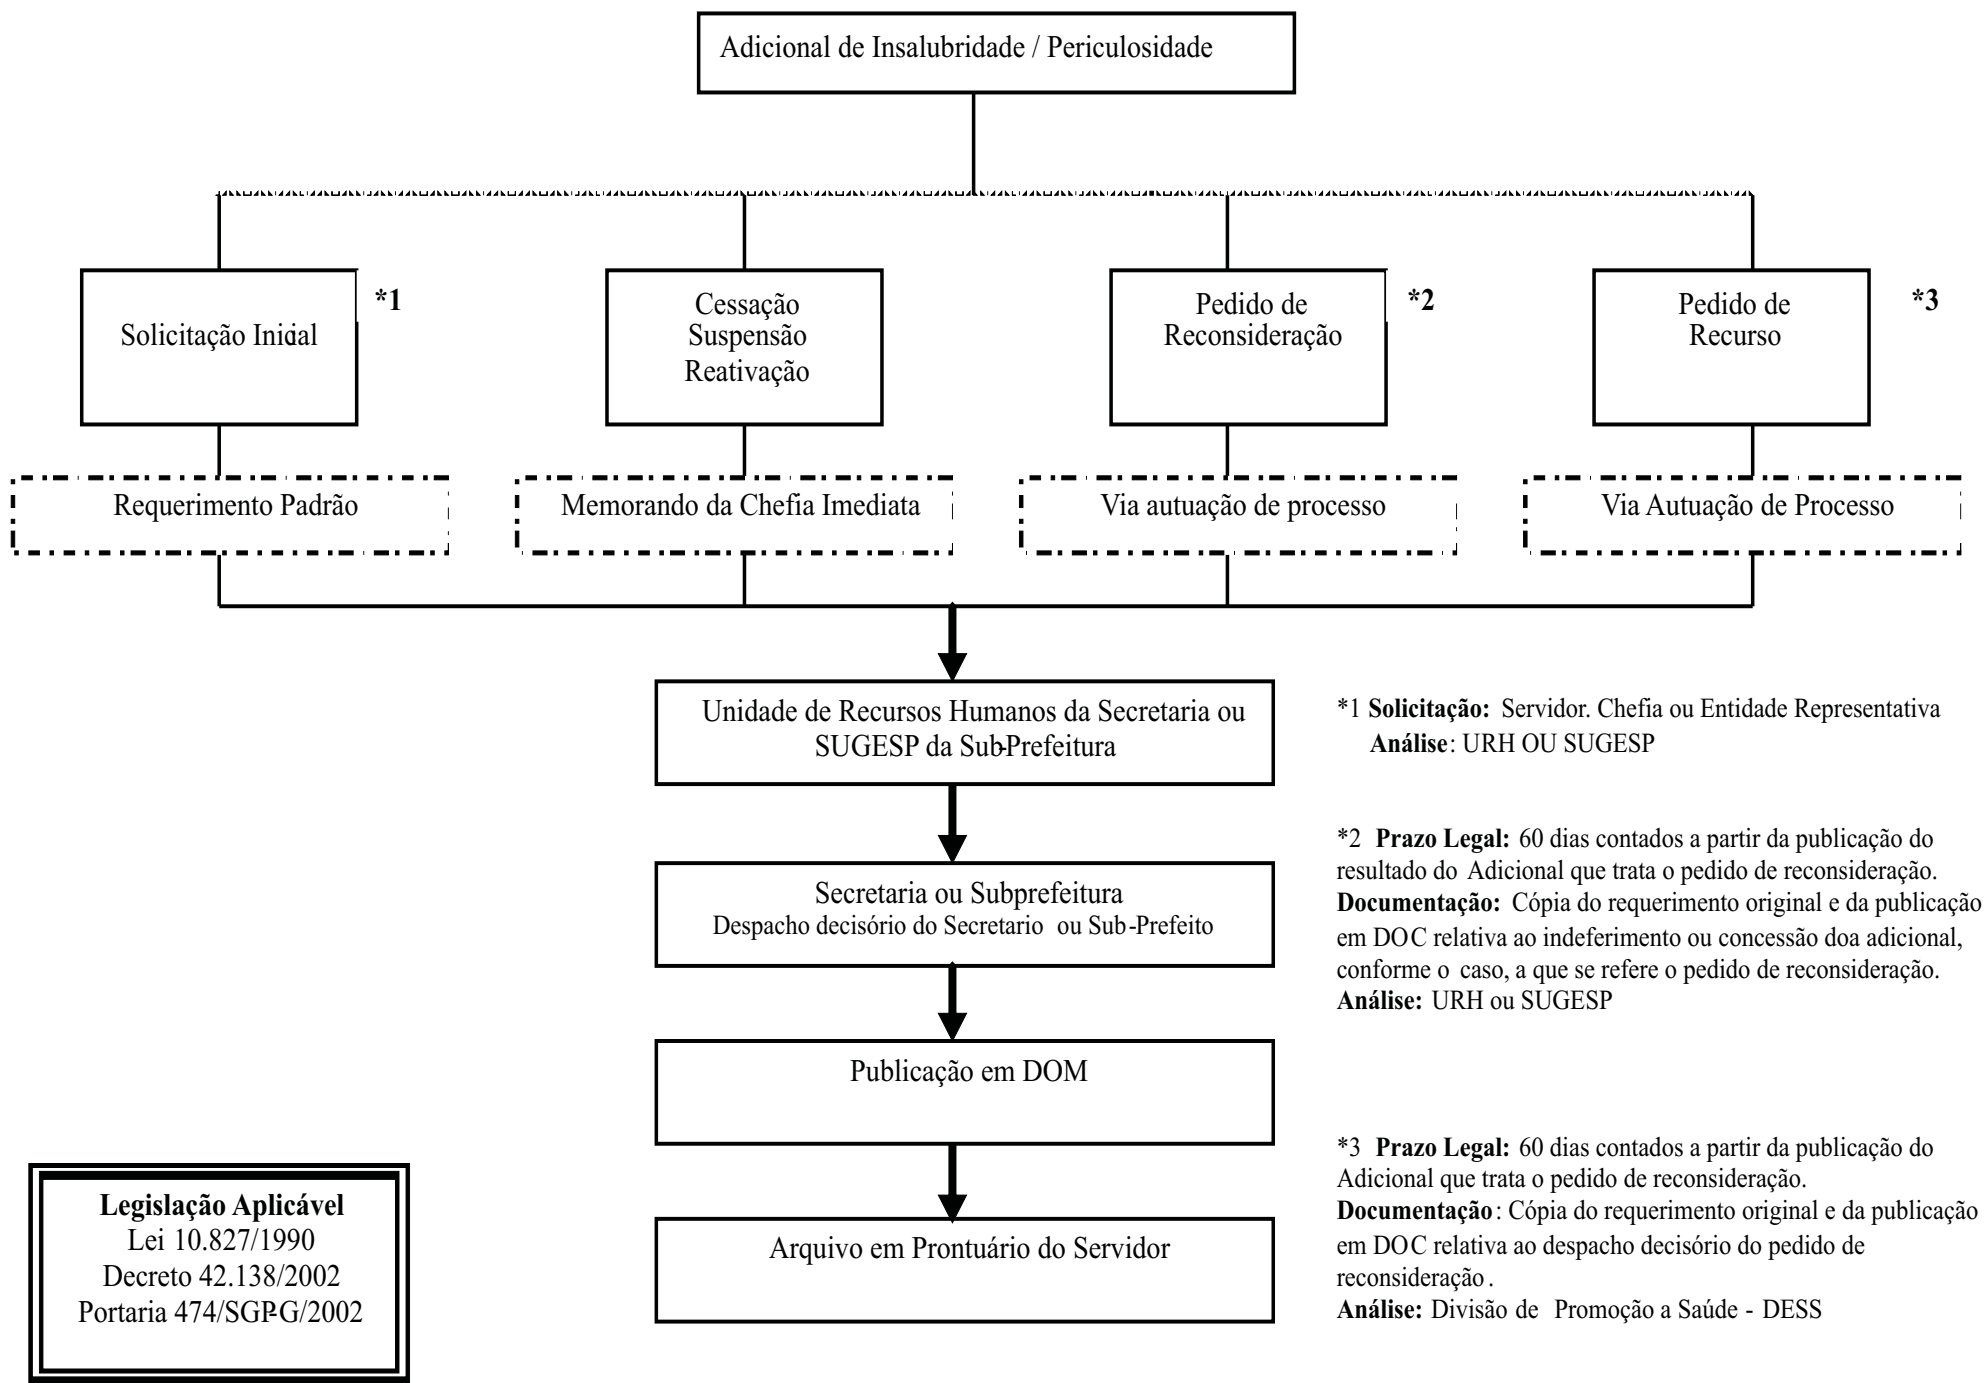 Adicional de Insalubridade / Periculosidade
Solicitação Inicial
*1
Cessação
Suspensão
Reativação
Pedido de
Reconsideração
*2
Pedido de
Recurso
*3
Requerimento Padrão
Memorando da Chefia Imediata
Via autuação de processo
Via Autuação de Processo
Unidade de Recursos Humanos da Secretaria ou
SUGESP da Sub-Prefeitura
*1 Solicitação: Servidor. Chefia ou Entidade Representativa
Análise: URH OU SUGESP
Secretaria ou Subprefeitura
Despacho decisório do Secretario ou Sub-Prefeito
*2 Prazo Legal: 60 dias contados a partir da publicação do
resultado do Adicional que trata o pedido de reconsideração.
Documentação: Cópia do requerimento original e da publicação
em DOC relativa ao indeferimento ou concessão doa adicional,
conforme o caso, a que se refere o pedido de reconsideração.
Análise: URH ou SUGESP
Publicação em DOM
Arquivo em Prontuário do Servidor
*3 Prazo Legal: 60 dias contados a partir da publicação do
Adicional que trata o pedido de reconsideração.
Documentação: Cópia do requerimento original e da publicação
em DOC relativa ao despacho decisório do pedido de
reconsideração.
Análise: Divisão de Promoção a Saúde - DESS
Legislação Aplicável
Lei 10.827/1990
Decreto 42.138/2002
Portaria 474/SGP-G/2002